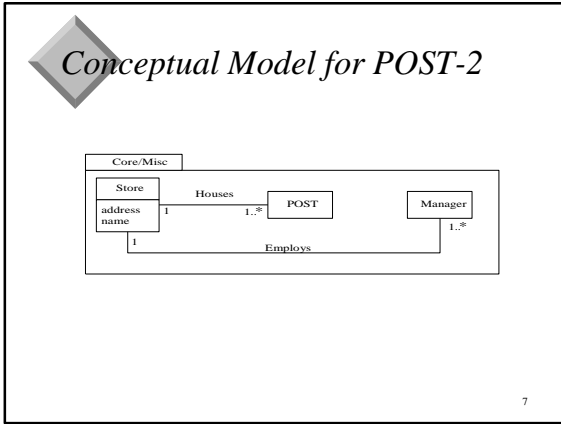 Conceptual Model for POST-2
Core/Misc
Store
Houses
POST
Manager
address
name
1
1..*
1..*
1
Employs
7